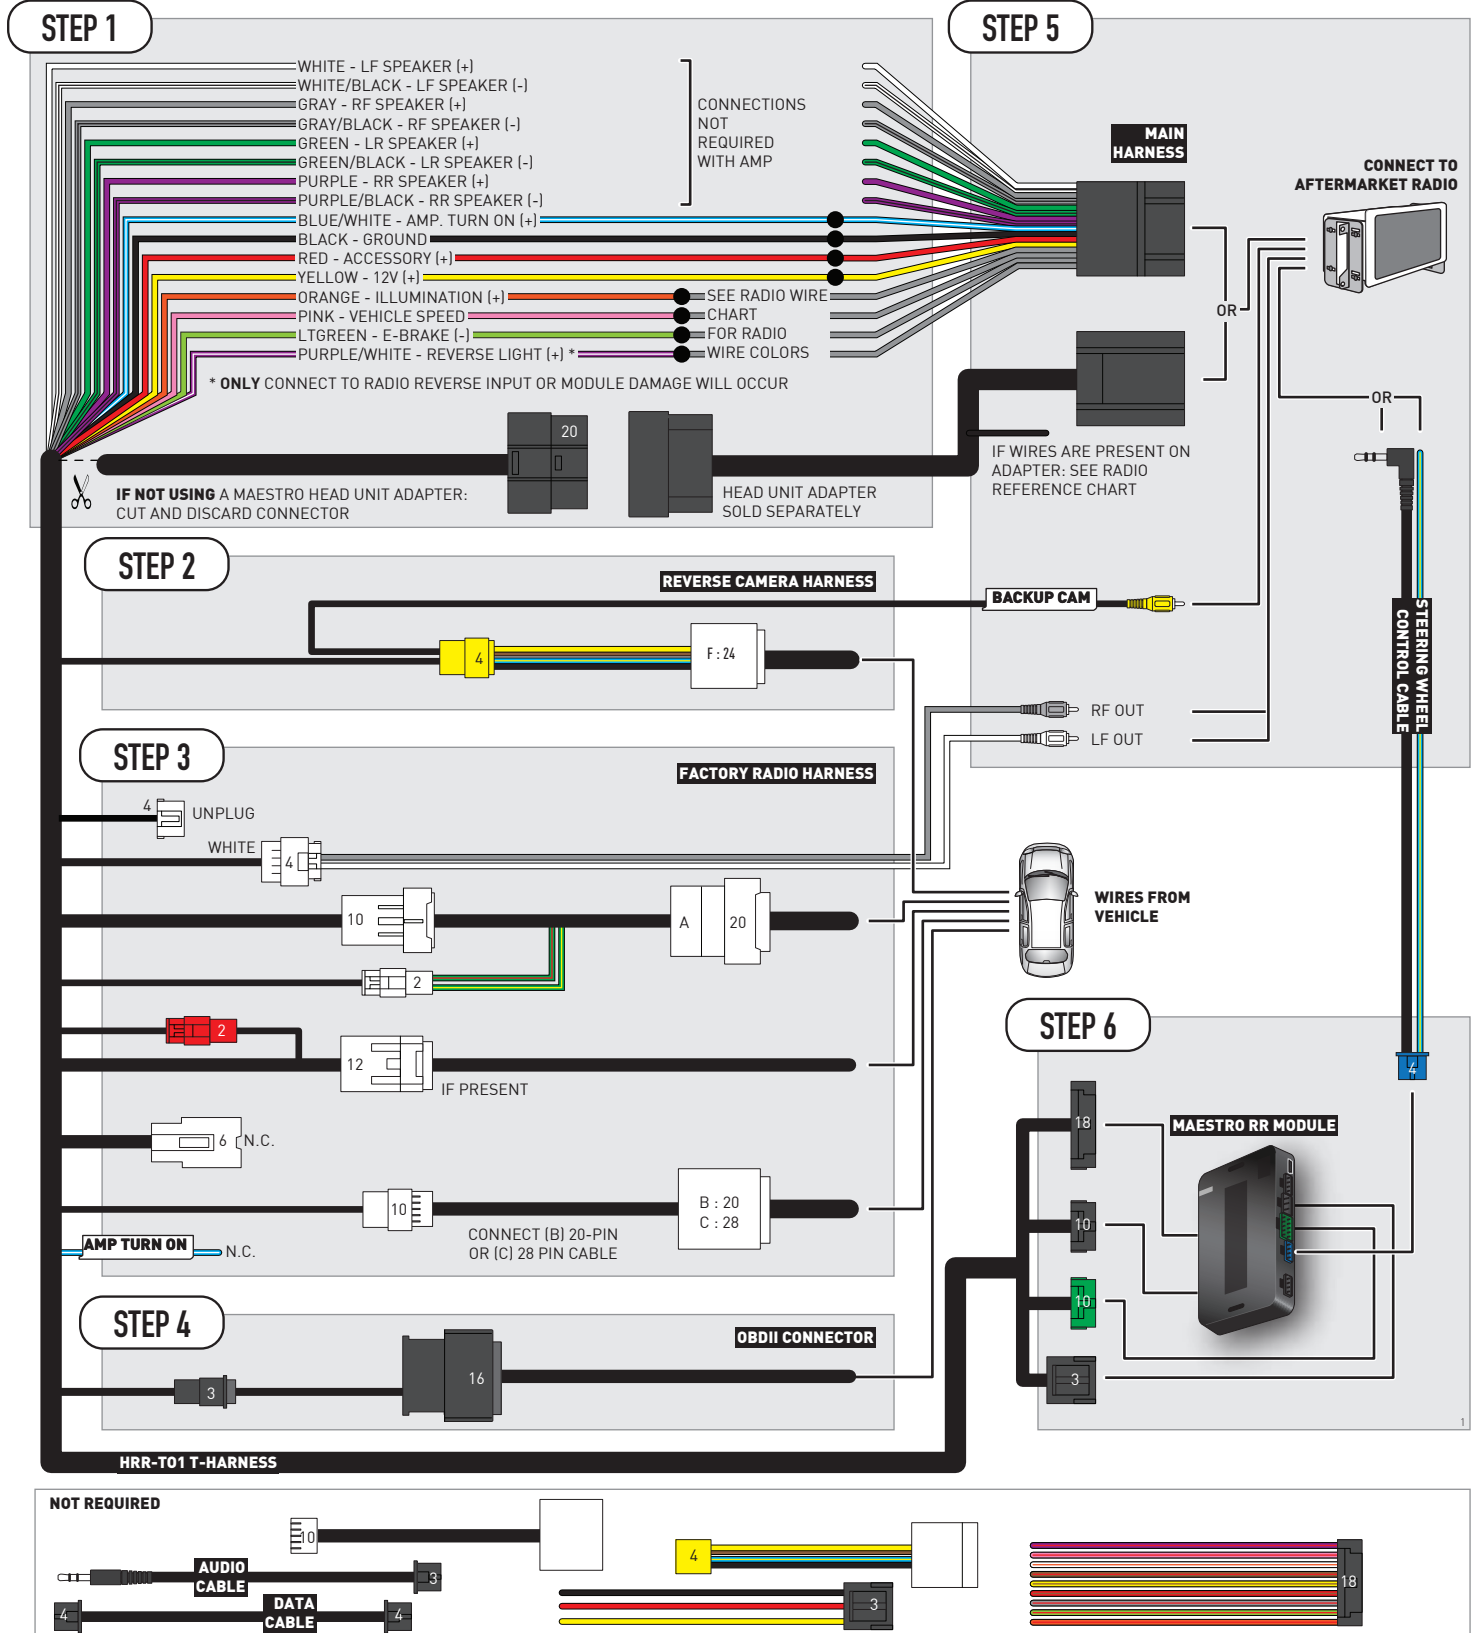 STEP 1
WHITE - LF SPEAKER (+)
WHITE/BLACK - LF SPEAKER (-)
GRAY - RF SPEAKER (+)
GRAY/BLACK - RF SPEAKER (-)
GREEN - LR SPEAKER (+)
GREEN/BLACK - LR SPEAKER (-)
PURPLE - RR SPEAKER (+)
PURPLE/BLACK - RR SPEAKER (-)
BLUE/WHITE - AMP. TURN ON (+)
BLACK - GROUND
RED - ACCESSORY (+)
YELLOW - 12V (+)
ORANGE - ILLUMINATION (+)
PINK - VEHICLE SPEED
LTGREEN - E-BRAKE (-)
PURPLE/WHITE - REVERSE LIGHT (+) *
CONNECTIONS
NOT
REQUIRED
WITH AMP
SEE RADIO WIRE
CHART
FOR RADIO
WIRE COLORS
* ONLY CONNECT TO RADIO REVERSE INPUT OR MODULE DAMAGE WILL OCCUR
20
IF NOT USING A MAESTRO HEAD UNIT ADAPTER:
CUT AND DISCARD CONNECTOR
HEAD UNIT ADAPTER
SOLD SEPARATELY
STEP 5
MAIN
HARNESS
CONNECT TO
AFTERMARKET RADIO
OR
OR
IF WIRES ARE PRESENT ON
ADAPTER: SEE RADIO
REFERENCE CHART
BACKUP CAM
STEERING WHEEL
CONTROL CABLE
RF OUT
LF OUT
STEP 2
REVERSE CAMERA HARNESS
4
F : 24
STEP 3
FACTORY RADIO HARNESS
4
UNPLUG
WHITE
4
10
A
20
2
2
12
IF PRESENT
6
N.C.
10
B : 20
C : 28
CONNECT (B) 20-PIN
OR (C) 28 PIN CABLE
AMP TURN ON
N.C.
WIRES FROM
VEHICLE
STEP 4
OBDII CONNECTOR
3
16
HRR-TO1 T-HARNESS
STEP 6
4
18
MAESTRO RR MODULE
10
10
3
1
NOT REQUIRED
10
AUDIO
CABLE
3
4
DATA
CABLE
4
4
3
18